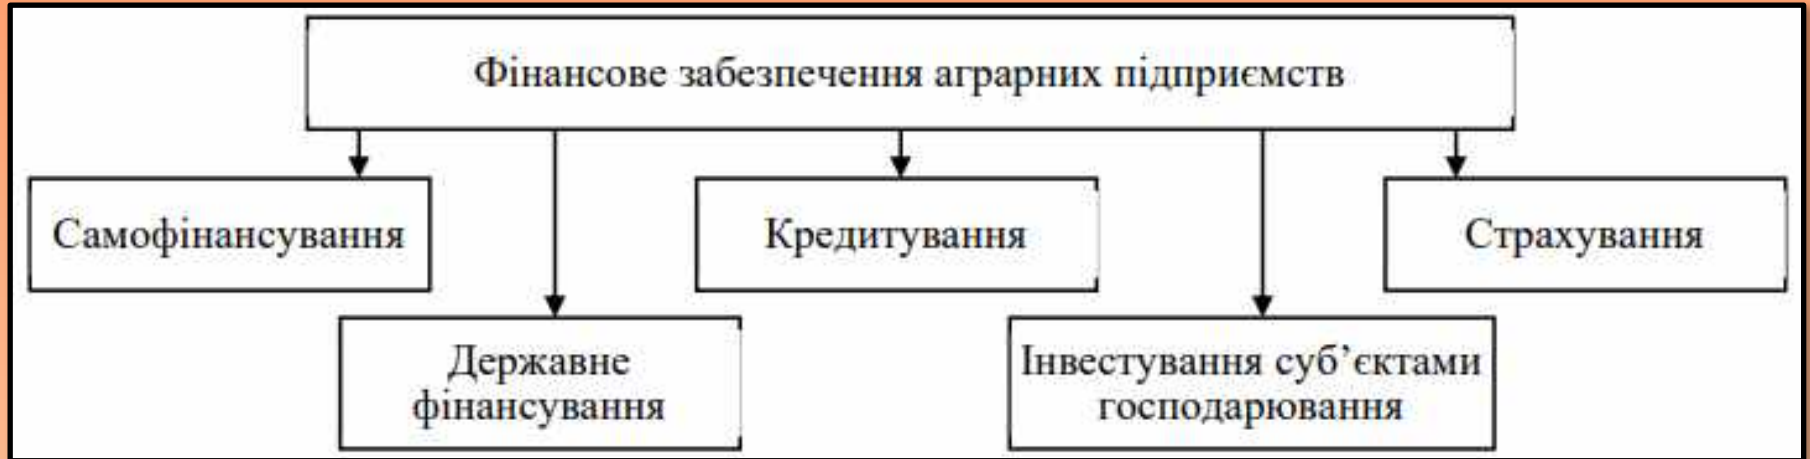 Фінансове забезпечення аграрних підприємств
Самофінансування
Кредитування
Страхування
Державне
фінансування
Інвестування суб’єктами
господарювання